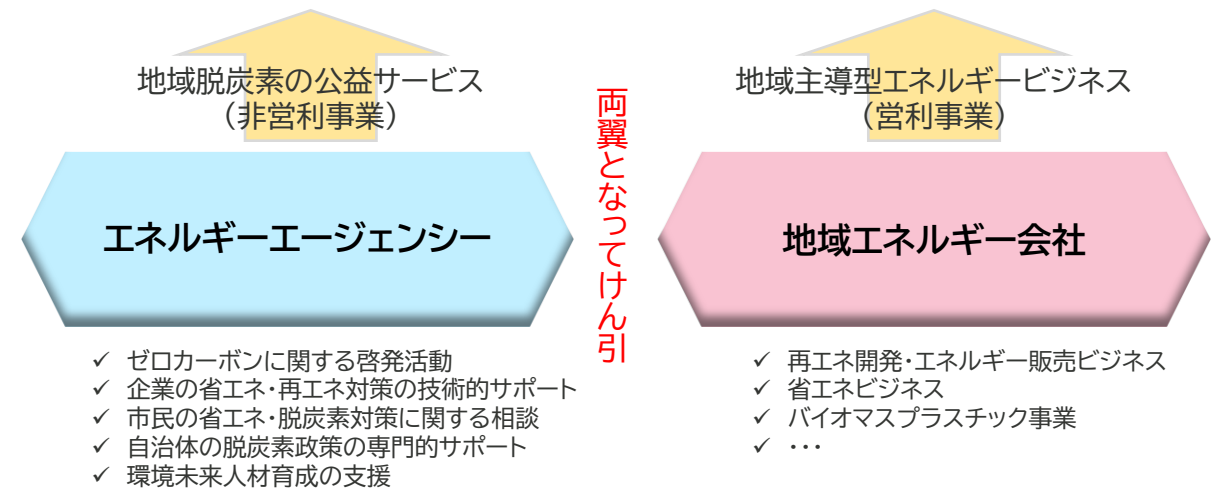 地域脱炭素の公益サービス
（非営利事業）
エネルギーエージェンシー
✓ ゼロカーボンに関する啓発活動
✓ 企業の省エネ・再エネ対策の技術的サポート
✓ 市民の省エネ・脱炭素対策に関する相談
✓ 自治体の脱炭素政策の専門的サポート
✓ 環境未来人材育成の支援
両翼となってけん引
地域主導型エネルギービジネス
（営利事業）
地域エネルギー会社
✓ 再エネ開発・エネルギー販売ビジネス
✓ 省エネビジネス
✓ バイオマスプラスチック事業
✓ ・・・